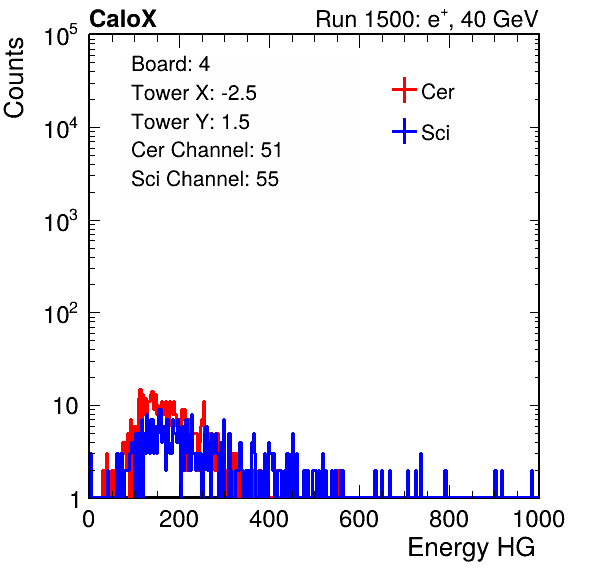 CaloX Run 1500: e⁺, 40 GeV
Counts
10⁵
10⁴
10³
10²
10
1
Board: 4
Tower X: -2.5
Tower Y: 1.5
Cer Channel: 51
Sci Channel: 55
Cer
Sci
0 200 400 600 800 1000
Energy HG